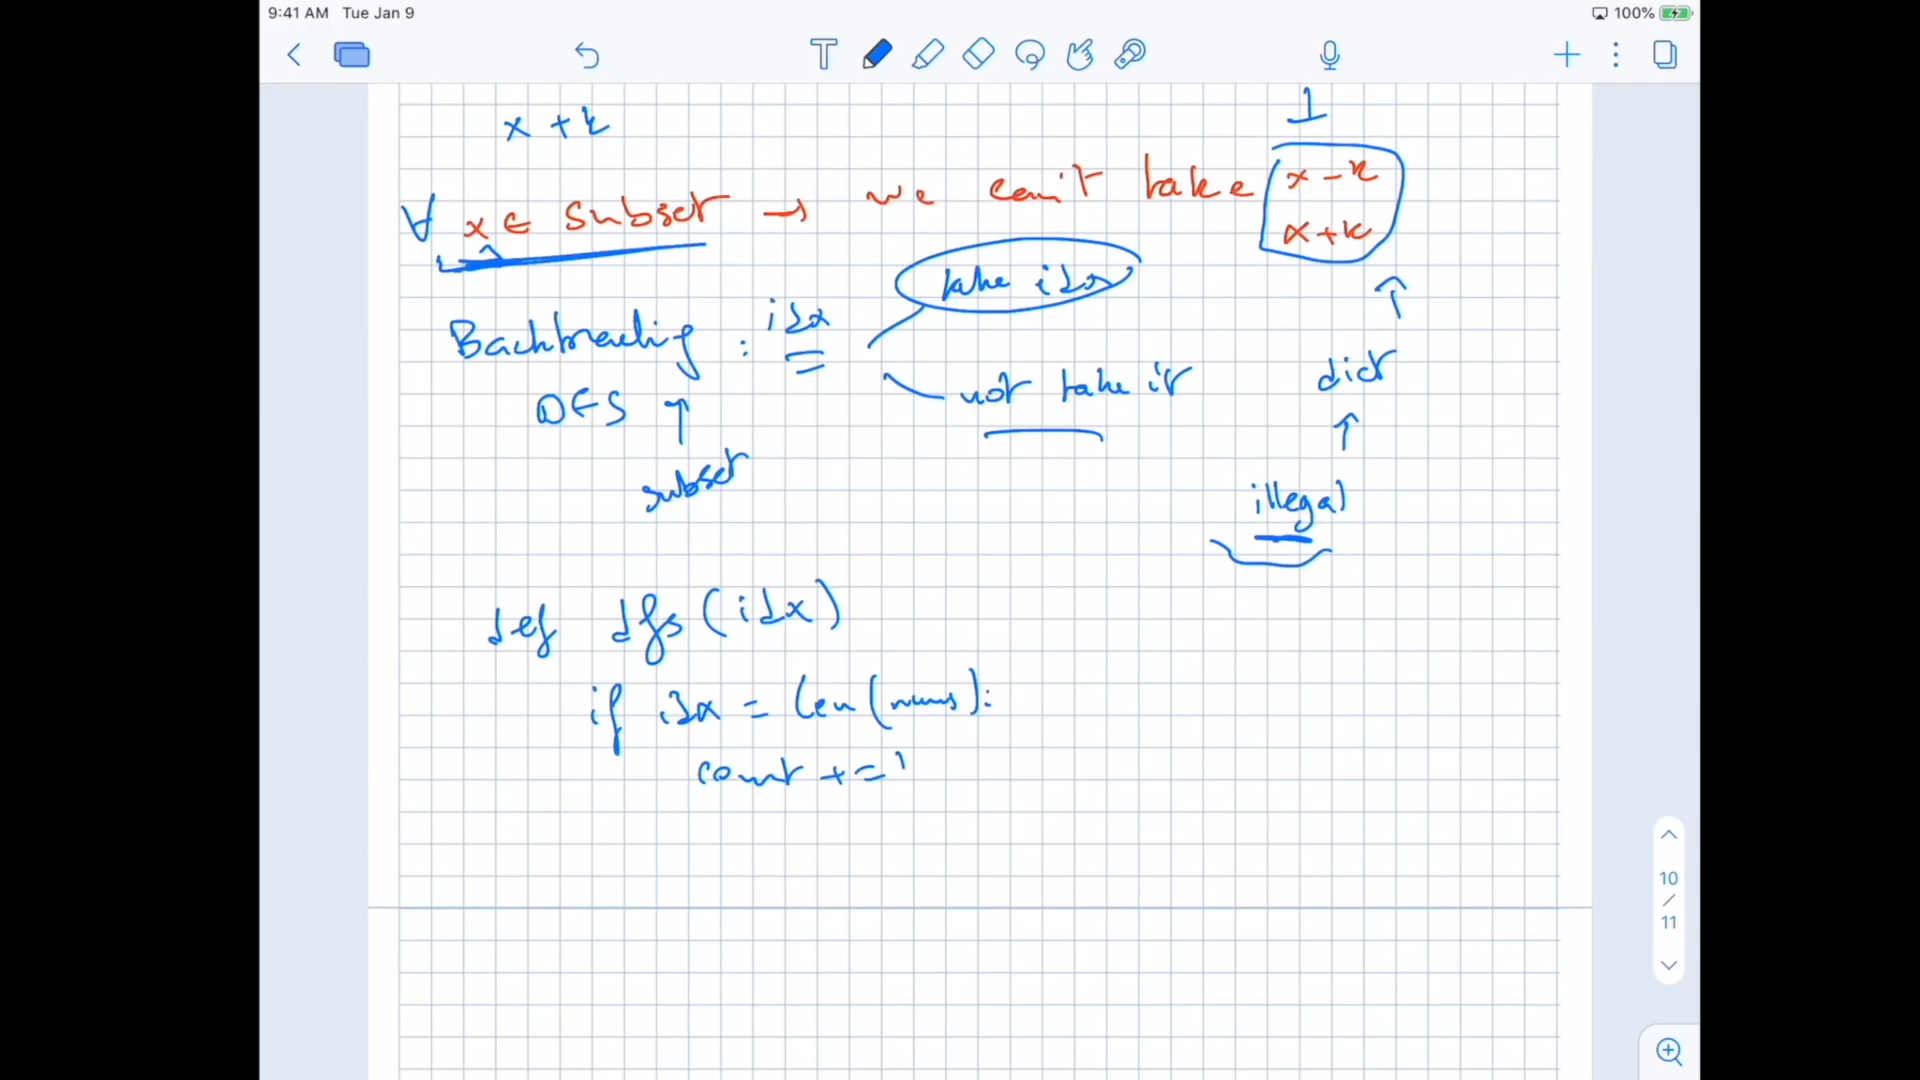 9:41 AM Tue Jan 9
100%
x + k
1
∀ x ∈ subset → we can't take x - k
x + k
Backtracking : idx
take idx
not take it
DFS ↑
subset
dict
↑
illegal
def dfs (idx)
if idx = len (nums):
count += 1
10
/
11